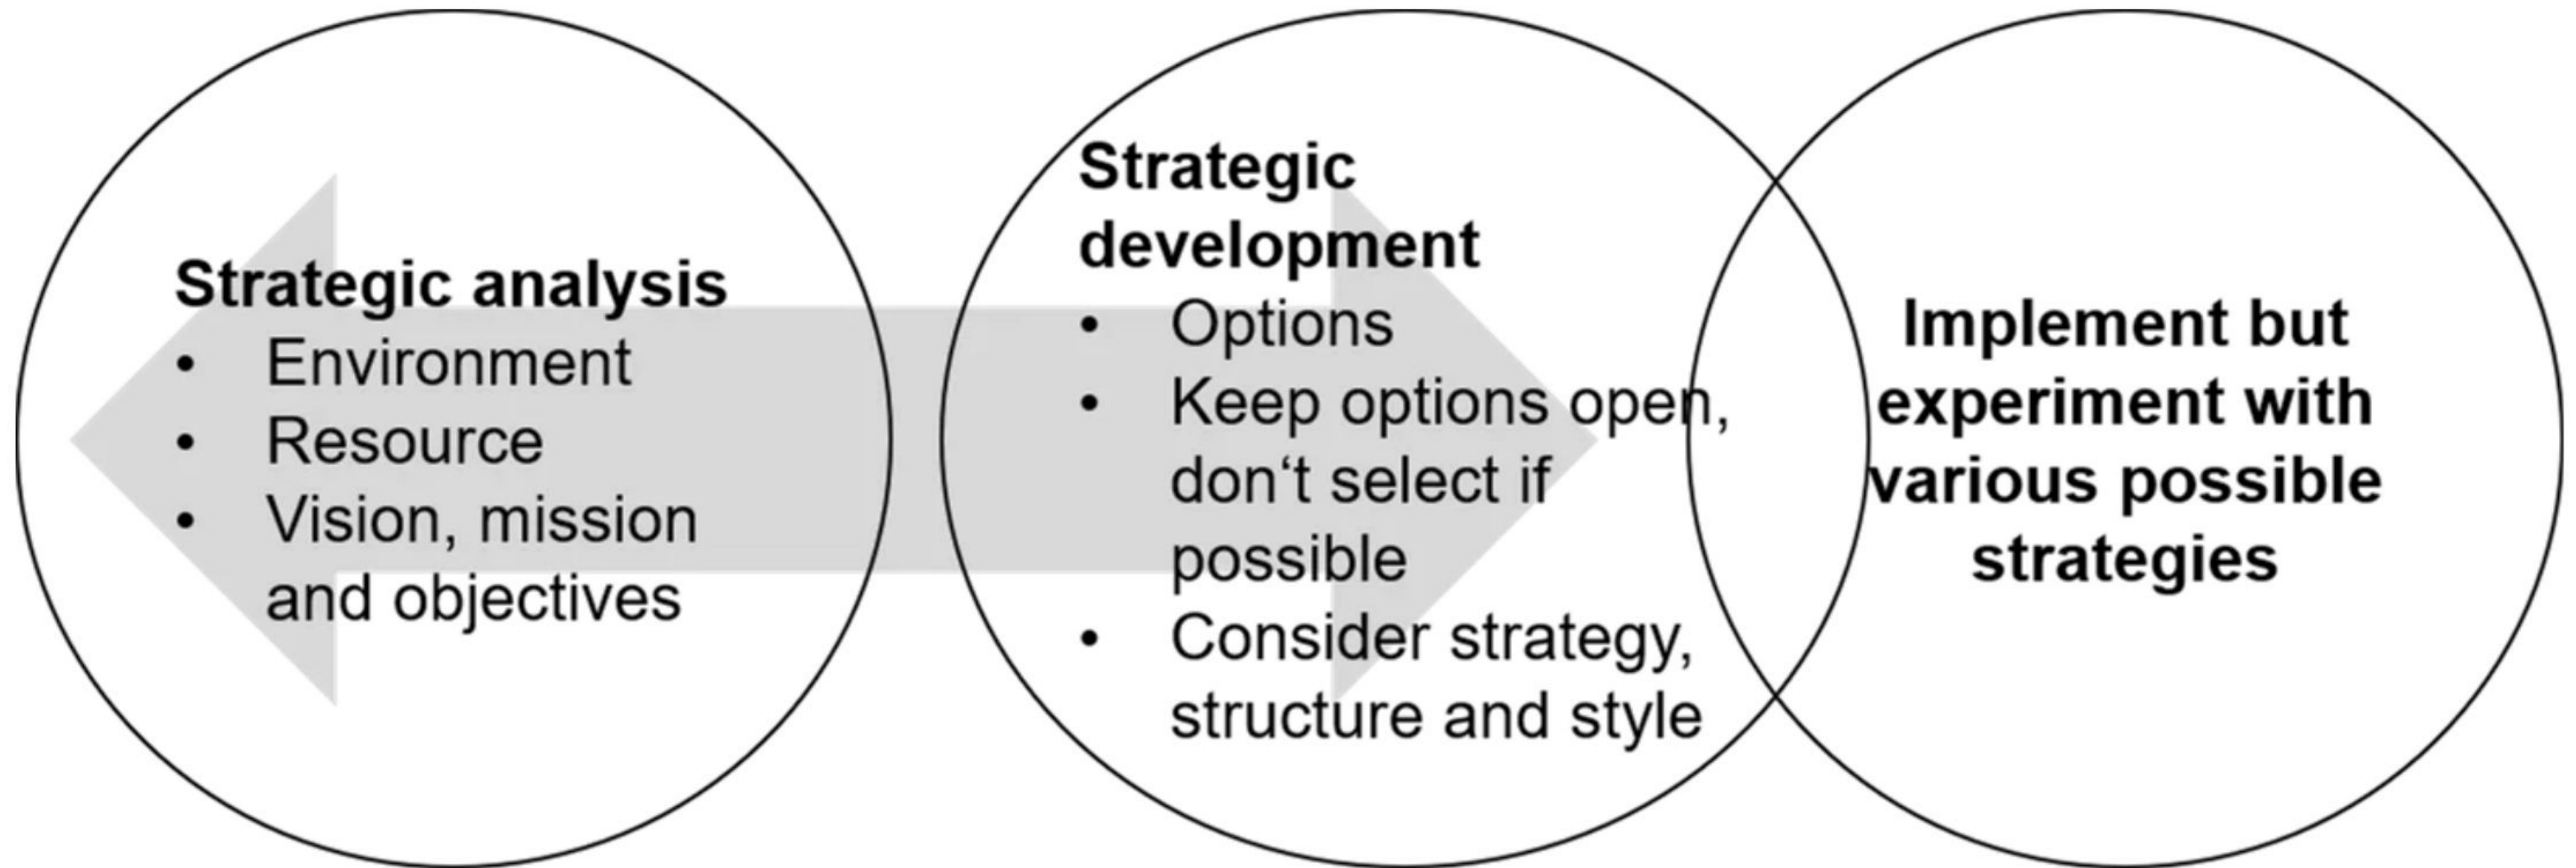 Strategic analysis
• Environment
• Resource
• Vision, mission
and objectives
Strategic
development
• Options
• Keep options open,
don‘t select if
possible
• Consider strategy,
structure and style
Implement but
experiment with
various possible
strategies